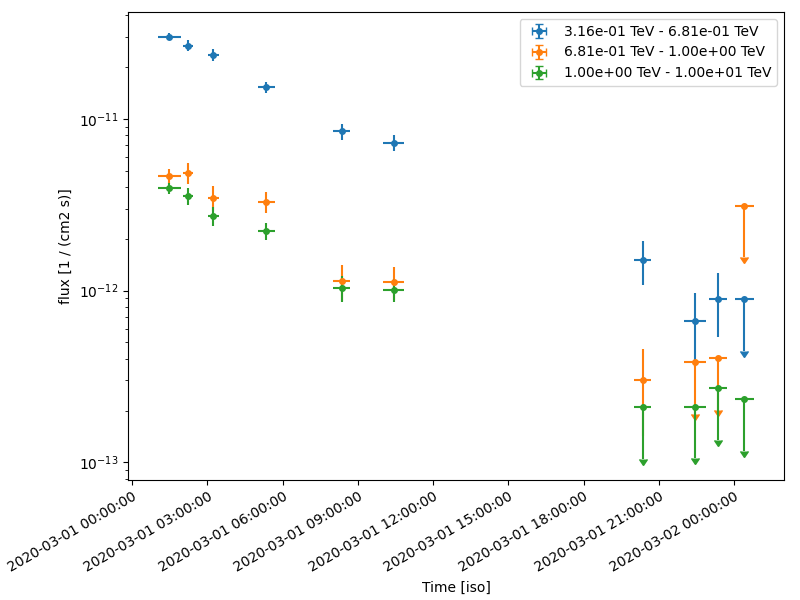 3.16e-01 TeV - 6.81e-01 TeV
6.81e-01 TeV - 1.00e+00 TeV
1.00e+00 TeV - 1.00e+01 TeV
flux [1 / (cm2 s)]
10⁻¹¹
10⁻¹²
10⁻¹³
2020-03-01 00:00:00
2020-03-01 03:00:00
2020-03-01 06:00:00
2020-03-01 09:00:00
2020-03-01 12:00:00
2020-03-01 15:00:00
2020-03-01 18:00:00
2020-03-01 21:00:00
2020-03-02 00:00:00
Time [iso]